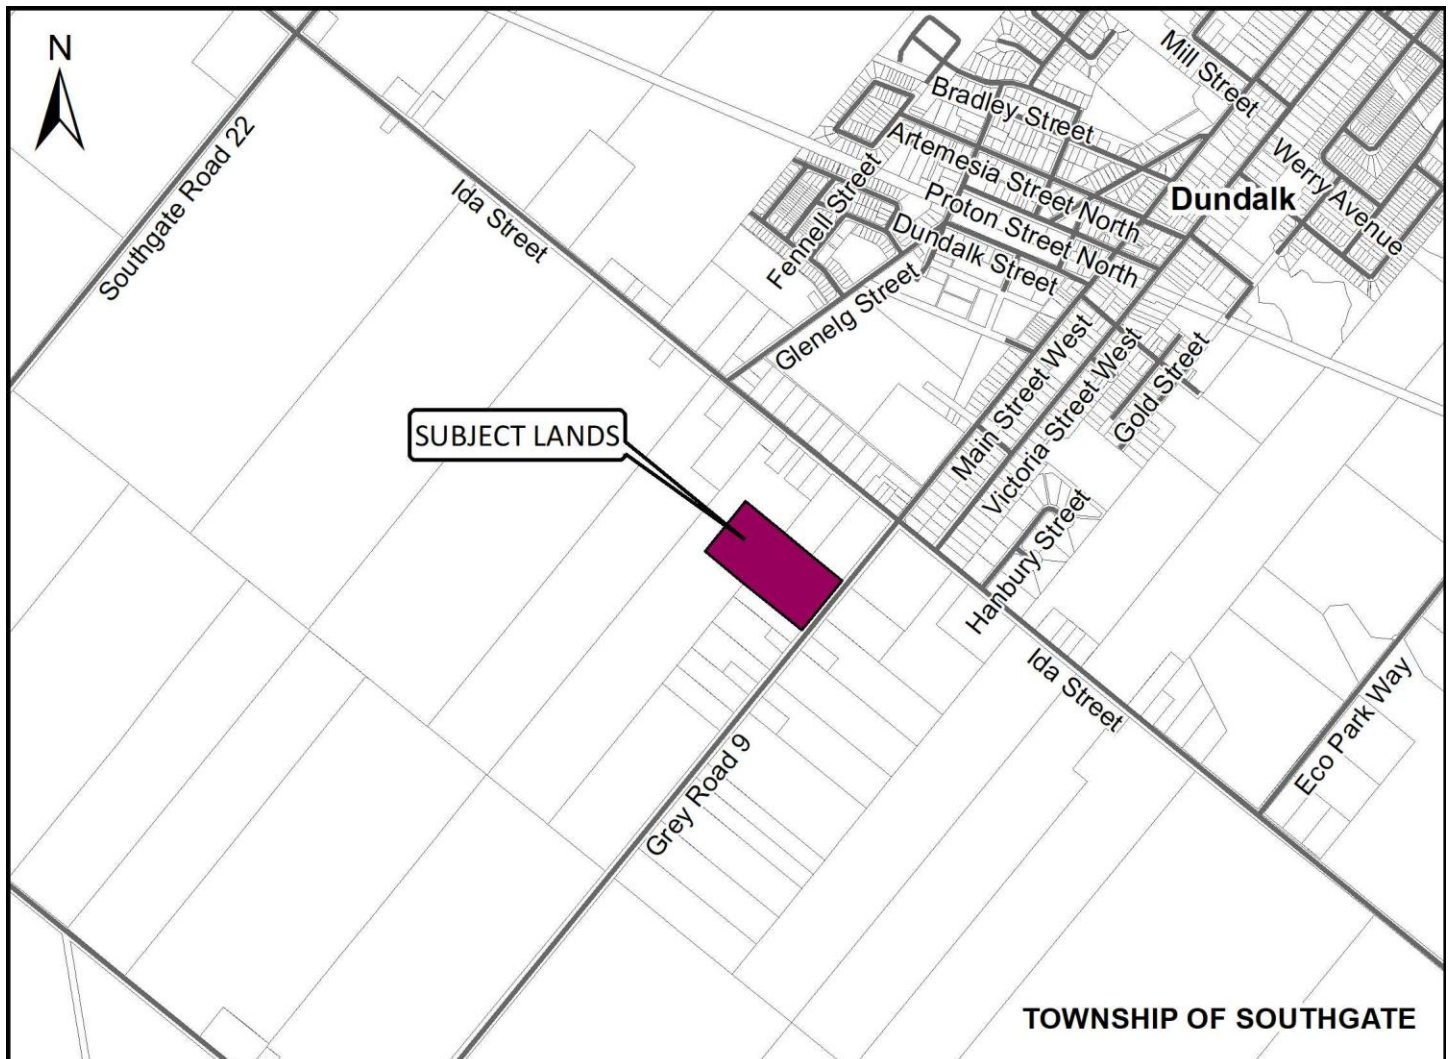 N
Southgate Road 22
Ida Street
Mill Street
Bradley Street
Artemesia Street North
Werry Avenue
Dundalk
Proton Street North
Fennell Street
Dundalk Street
Glenelg Street
SUBJECT LANDS
Main Street West
Victoria Street West
Gold Street
Hanbury Street
Ida Street
Eco Park Way
Grey Road 9
TOWNSHIP OF SOUTHGATE